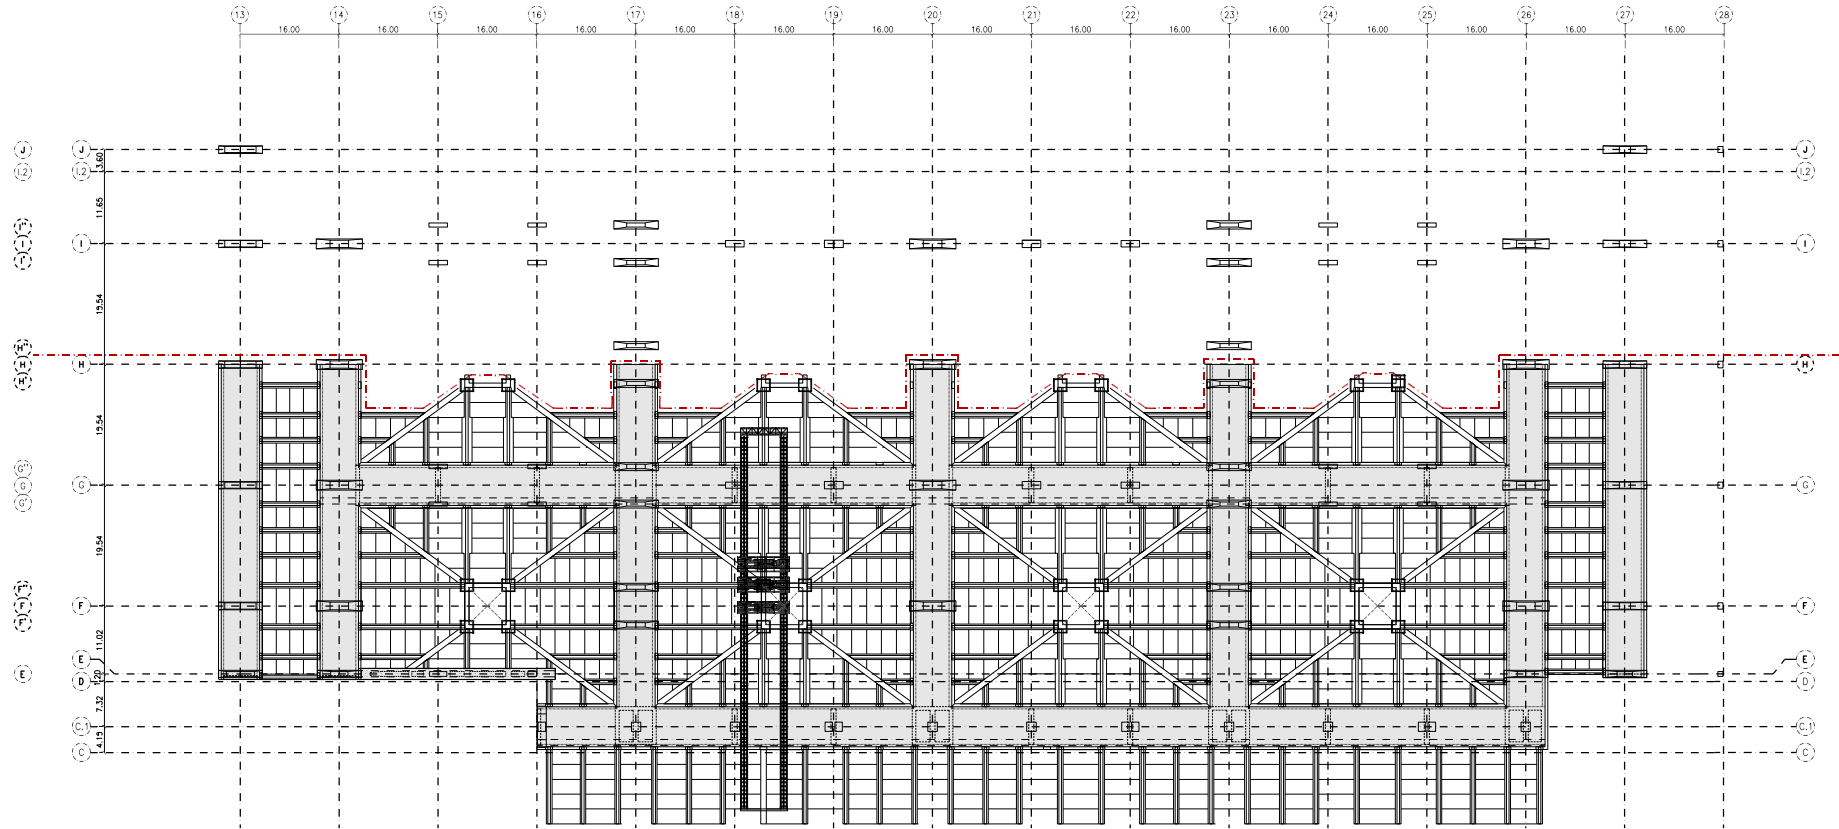 13 14 15 16 17 18 19 20 21 22 23 24 25 26 27 28
16.00 16.00 16.00 16.00 16.00 16.00 16.00 16.00 16.00 16.00 16.00 16.00 16.00 16.00 16.00
J J J
3.60
I.2 I.2 I.2
11.65
I''
I I I
I'
19.54
H''
H H H
H'
19.54
G''
G G G
G'
19.54
F''
F F F
F'
11.02
E E
E
1.20
D D
7.32
C.1 C.1
4.15
C C